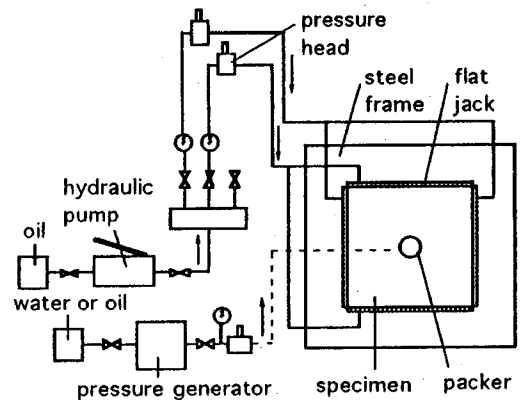 pressure
head
steel
frame
flat
jack
hydraulic
pump
oil
water or oil
pressure generator
specimen
packer